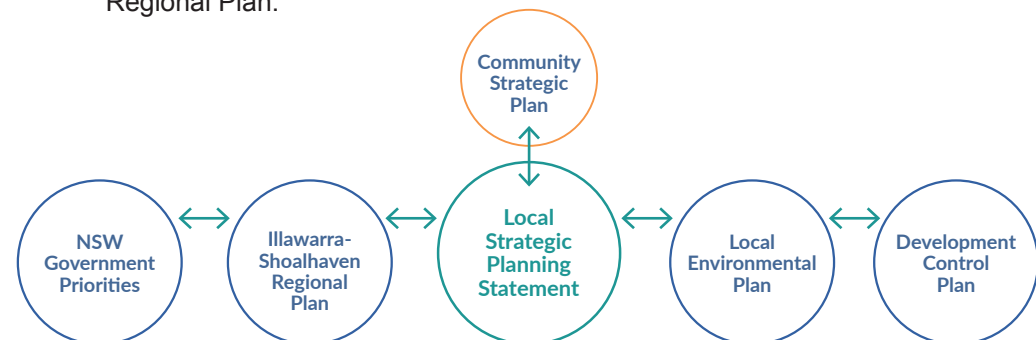 Regional Plan.
Community
Strategic
Plan
NSW
Government
Priorities
Illawarra-
Shoalhaven
Regional
Plan
Local
Strategic
Planning
Statement
Local
Environmental
Plan
Development
Control
Plan